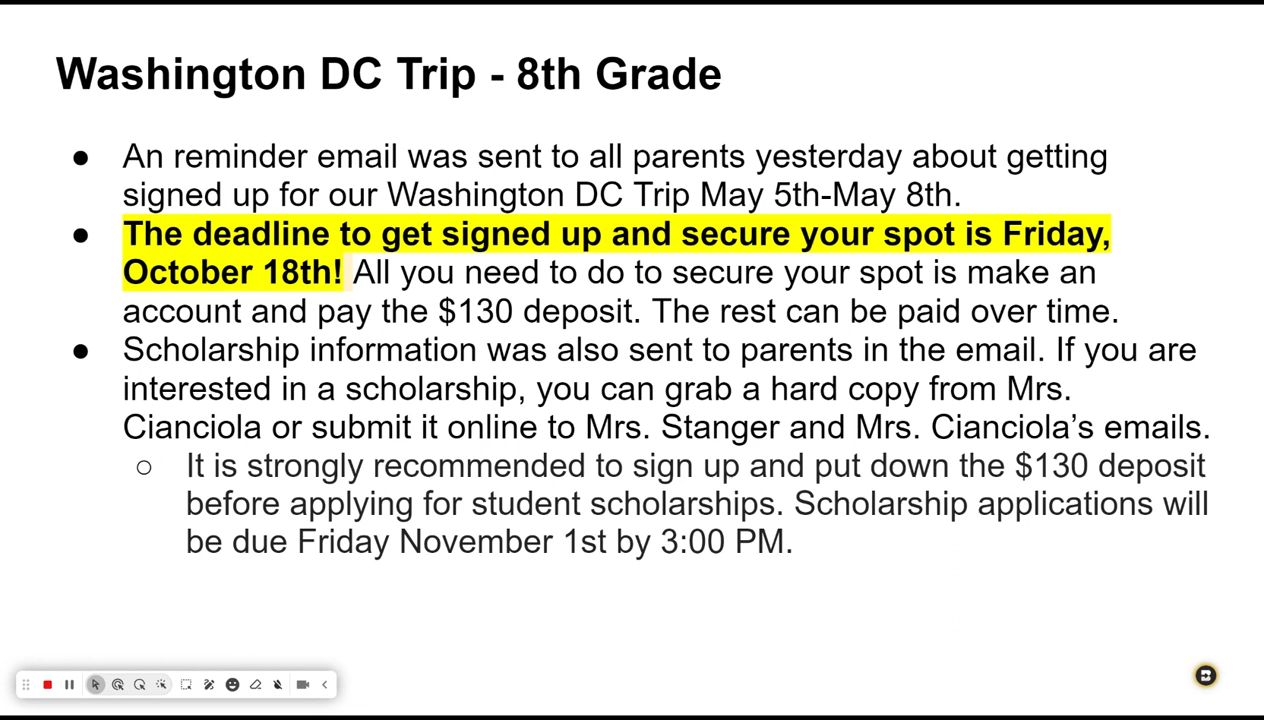 Washington DC Trip - 8th Grade
● An reminder email was sent to all parents yesterday about getting
signed up for our Washington DC Trip May 5th-May 8th.
● The deadline to get signed up and secure your spot is Friday,
October 18th! All you need to do to secure your spot is make an
account and pay the $130 deposit. The rest can be paid over time.
● Scholarship information was also sent to parents in the email. If you are
interested in a scholarship, you can grab a hard copy from Mrs.
Cianciola or submit it online to Mrs. Stanger and Mrs. Cianciola’s emails.
○ It is strongly recommended to sign up and put down the $130 deposit
before applying for student scholarships. Scholarship applications will
be due Friday November 1st by 3:00 PM.